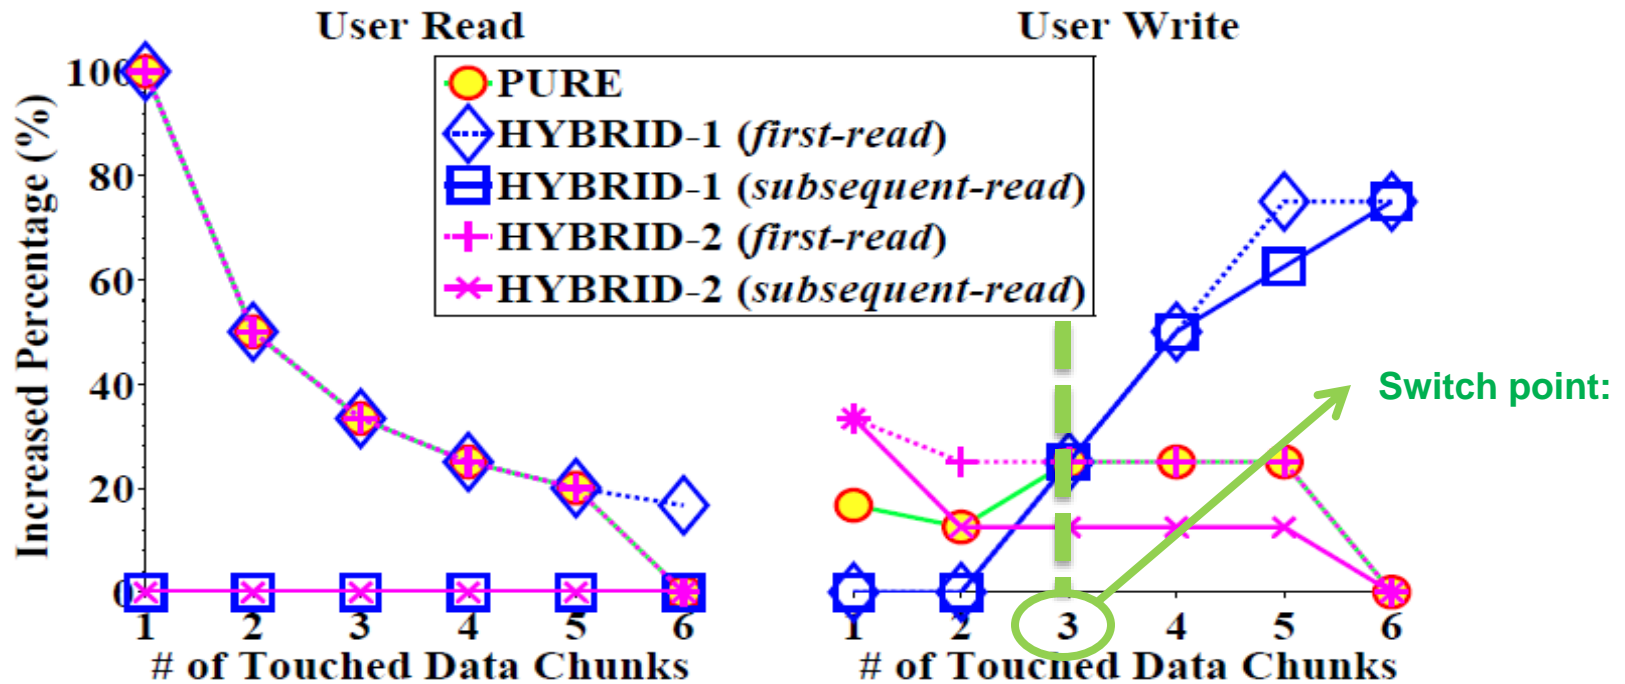 User Read
User Write
PURE
HYBRID-1 (first-read)
HYBRID-1 (subsequent-read)
HYBRID-2 (first-read)
HYBRID-2 (subsequent-read)
Increased Percentage (%)
100
80
60
40
20
0
1 2 3 4 5 6
# of Touched Data Chunks
1 2 3 4 5 6
# of Touched Data Chunks
Switch point: